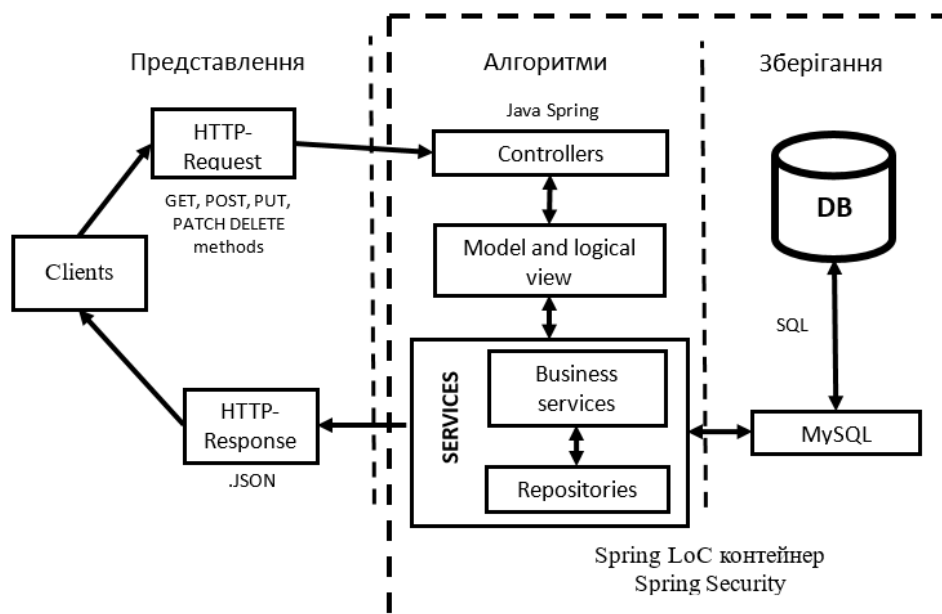 Представлення
Алгоритми
Зберігання
HTTP-
Request
GET, POST, PUT,
PATCH DELETE
methods
Clients
HTTP-
Response
.JSON
Java Spring
Controllers
Model and logical
view
SERVICES
Business
services
Repositories
DB
SQL
MySQL
Spring LoC контейнер
Spring Security